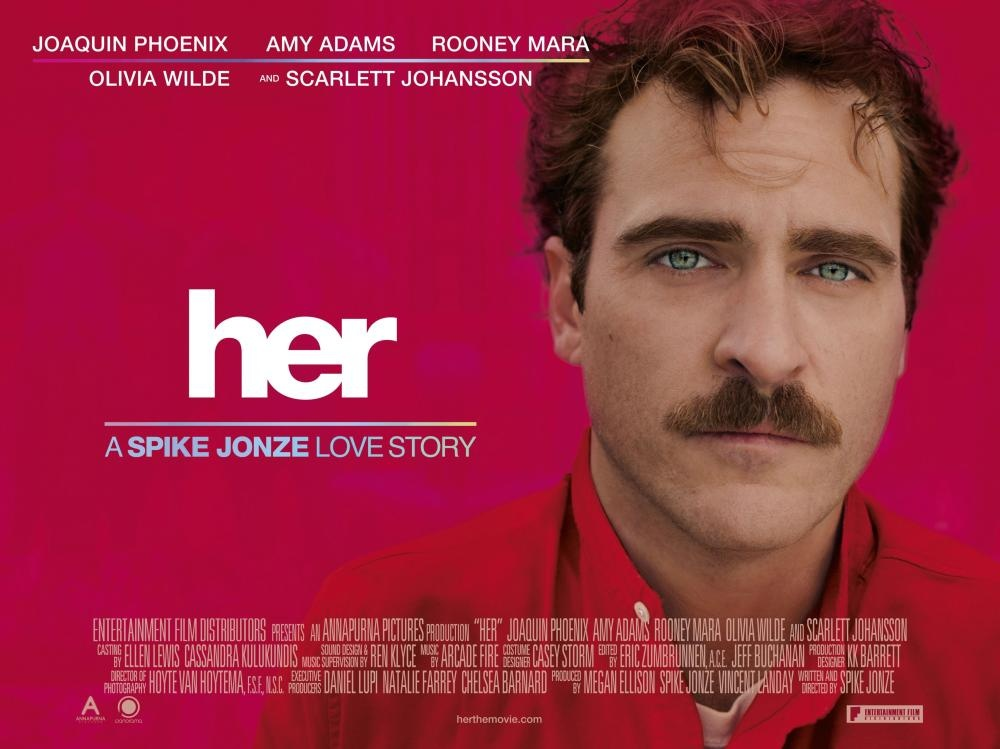 JOAQUIN PHOENIX AMY ADAMS ROONEY MARA
OLIVIA WILDE AND SCARLETT JOHANSSON
her
A SPIKE JONZE LOVE STORY
ENTERTAINMENT FILM DISTRIBUTORS PRESENTS AN ANNAPURNA PICTURES PRODUCTION "HER" JOAQUIN PHOENIX AMY ADAMS ROONEY MARA OLIVIA WILDE AND SCARLETT JOHANSSON
CASTING BY ELLEN LEWIS CASSANDRA KULUKUNDIS SOUND DESIGN & MUSIC SUPERVISION BY REN KLYCE MUSIC BY ARCADE FIRE COSTUME DESIGNER CASEY STORM EDITED BY ERIC ZUMBRUNNEN, A.C.E. JEFF BUCHANAN PRODUCTION DESIGNER KK BARRETT
DIRECTOR OF PHOTOGRAPHY HOYTE VAN HOYTEMA, F.S.F., N.S.C. EXECUTIVE PRODUCERS DANIEL LUPI NATALIE FARREY CHELSEA BARNARD PRODUCED BY MEGAN ELLISON SPIKE JONZE VINCENT LANDAY WRITTEN AND DIRECTED BY SPIKE JONZE
ANNAPURNA
panorama
herthemovie.com
ENTERTAINMENT FILM
DISTRIBUTORS